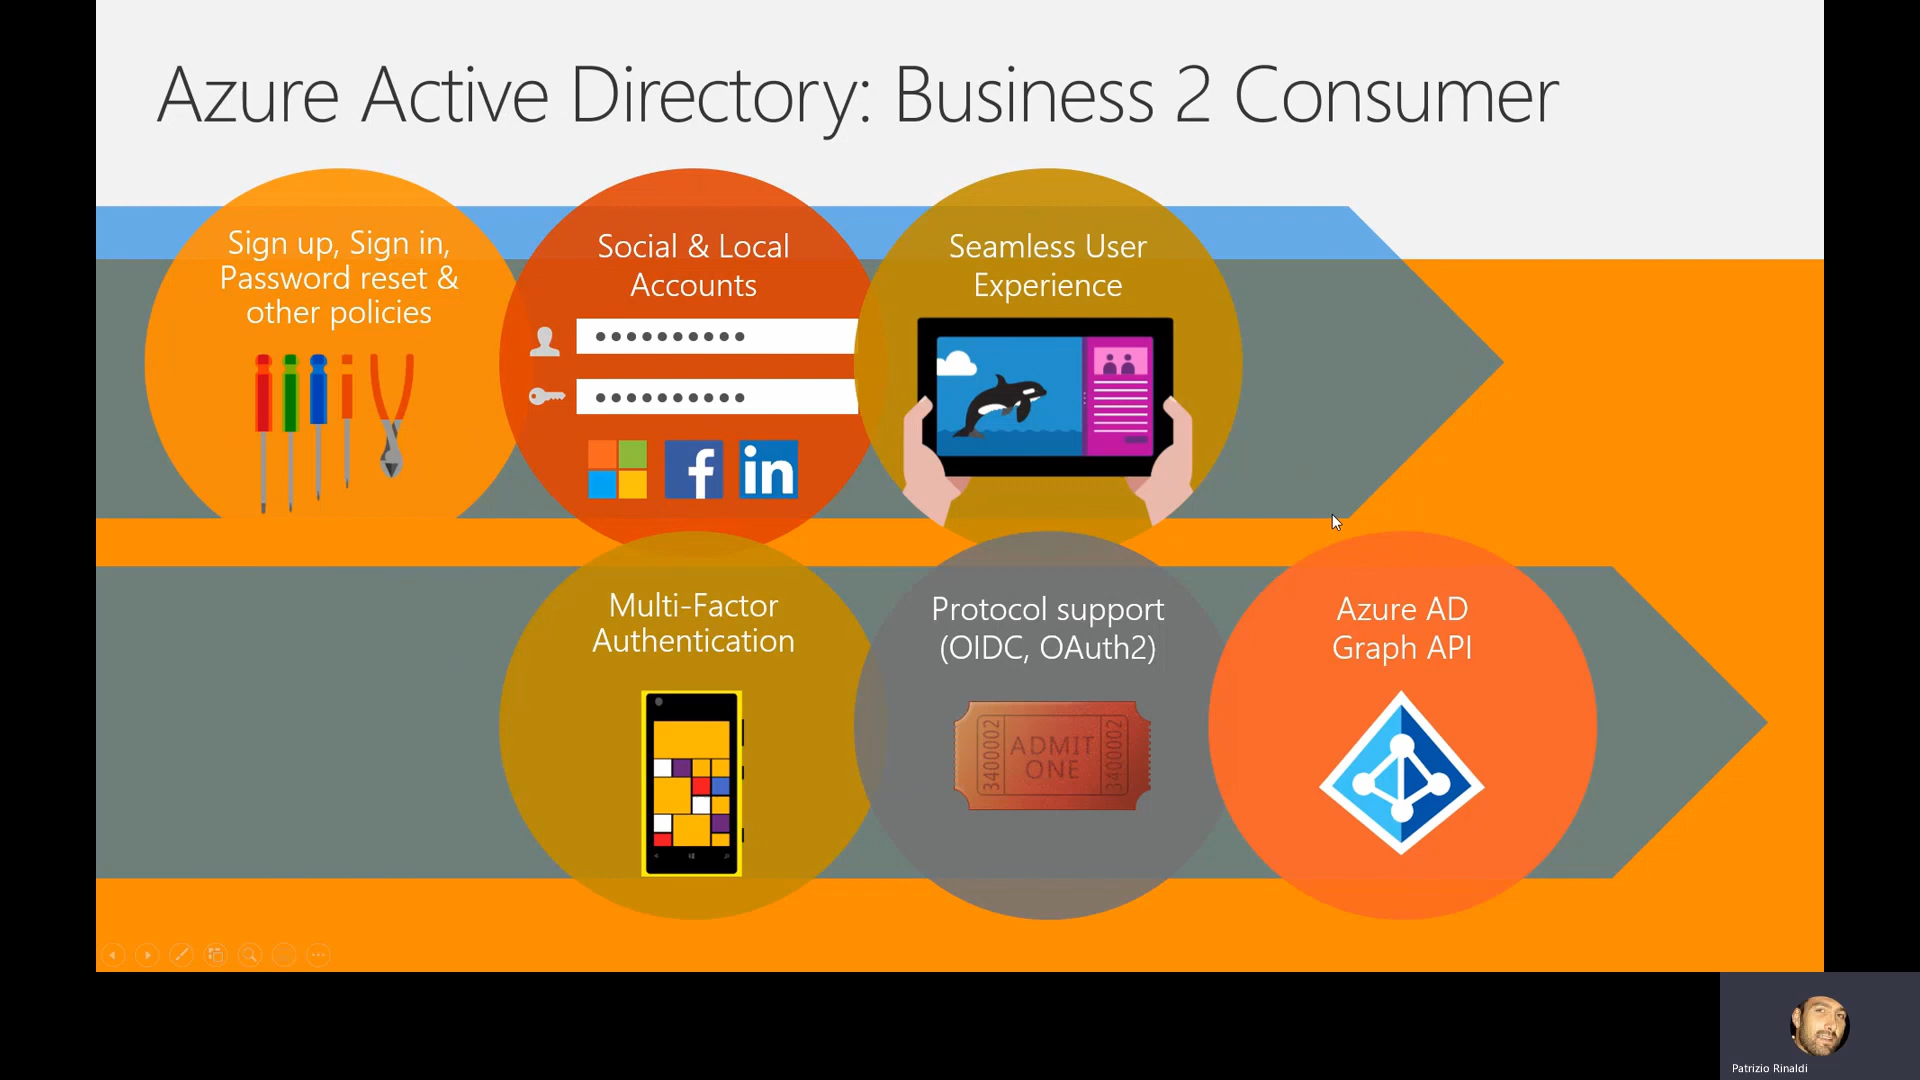 Azure Active Directory: Business 2 Consumer
Sign up, Sign in,
Password reset &
other policies
Social & Local
Accounts
in
Seamless User
Experience
Multi-Factor
Authentication
Protocol support
(OIDC, OAuth2)
3400002
ADMIT
ONE
3400002
Azure AD
Graph API
Patrizio Rinaldi